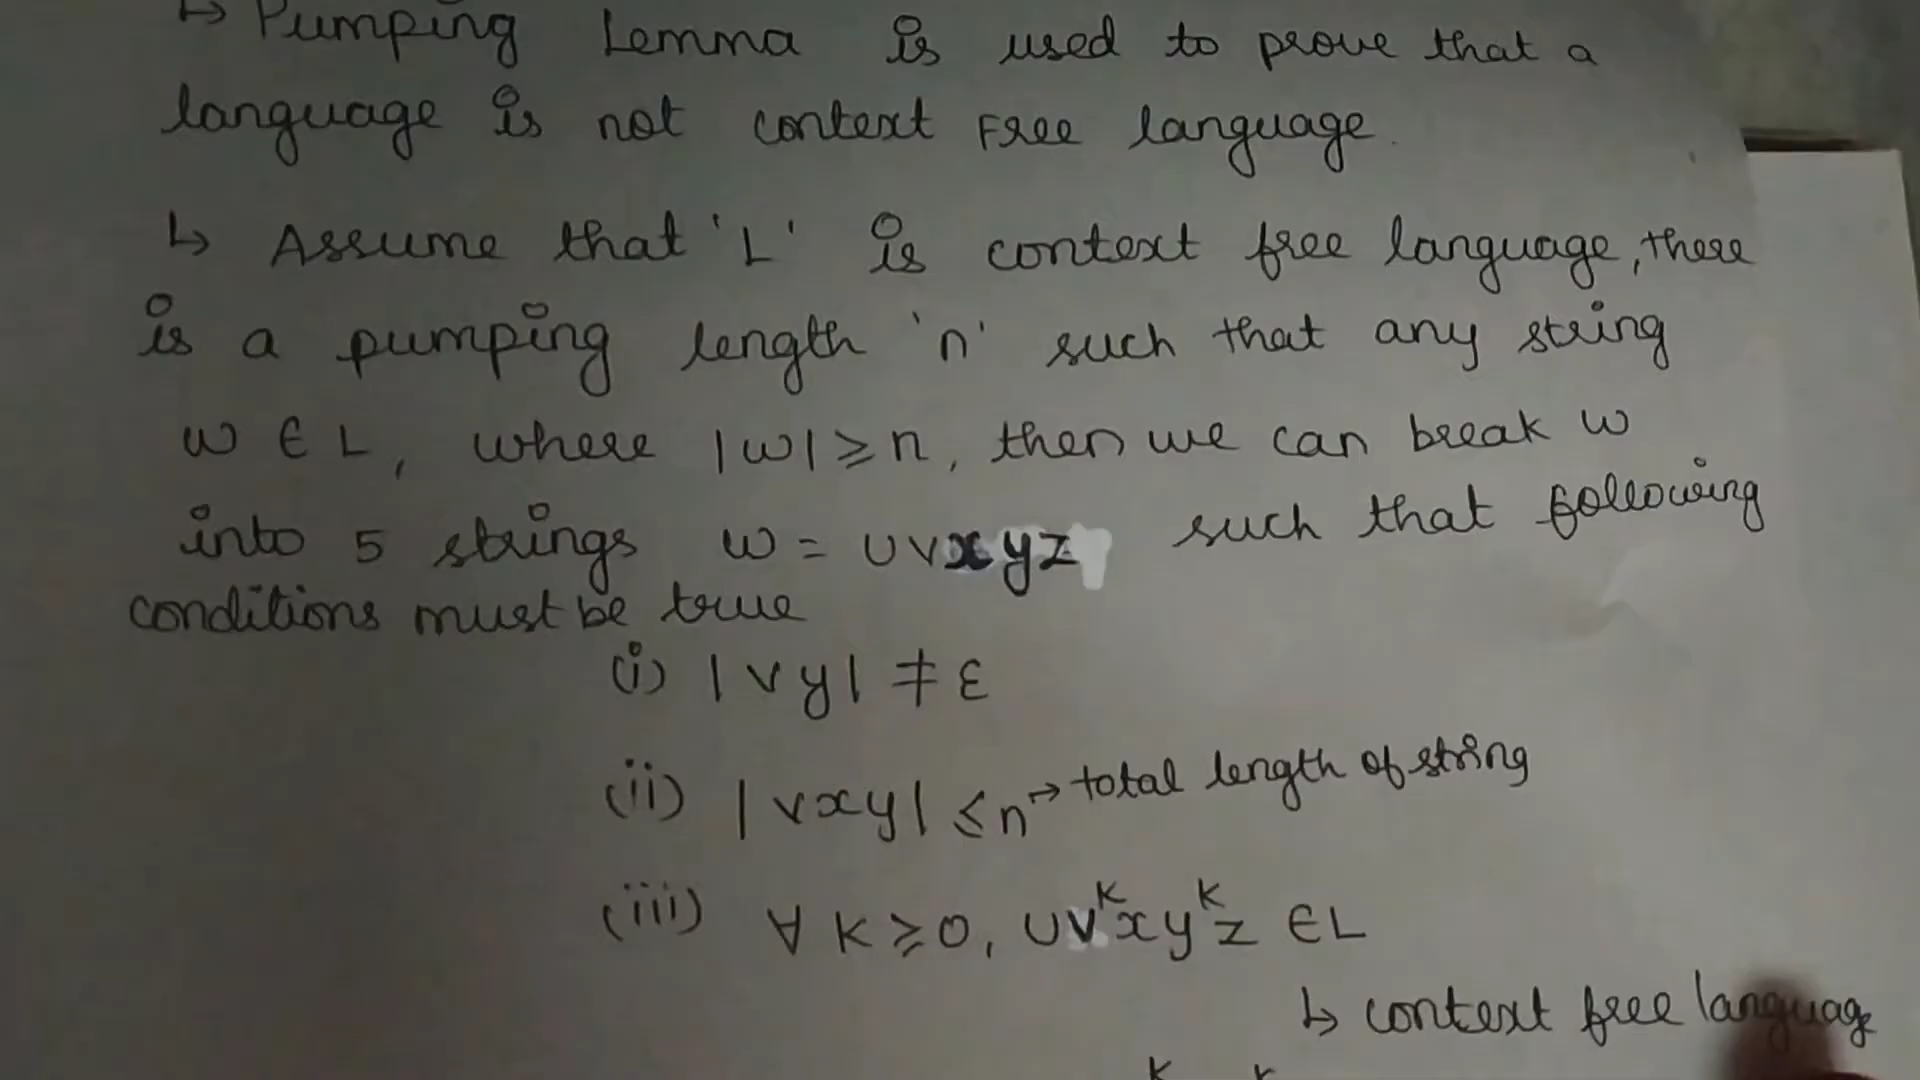 ↳ Pumping Lemma is used to prove that a
language is not context Free language.
↳ Assume that 'L' is context free language, there
is a pumping length 'n' such that any string
w ∈ L, where |w| ≥ n, then we can break w
into 5 strings w = uvxyz such that following
conditions must be true
(i) |vy| ≠ ε
(ii) |vxy| ≤ n → total length of string
(iii) ∀ K ≥ 0, uv^K x y^K z ∈ L
↳ context free language
K